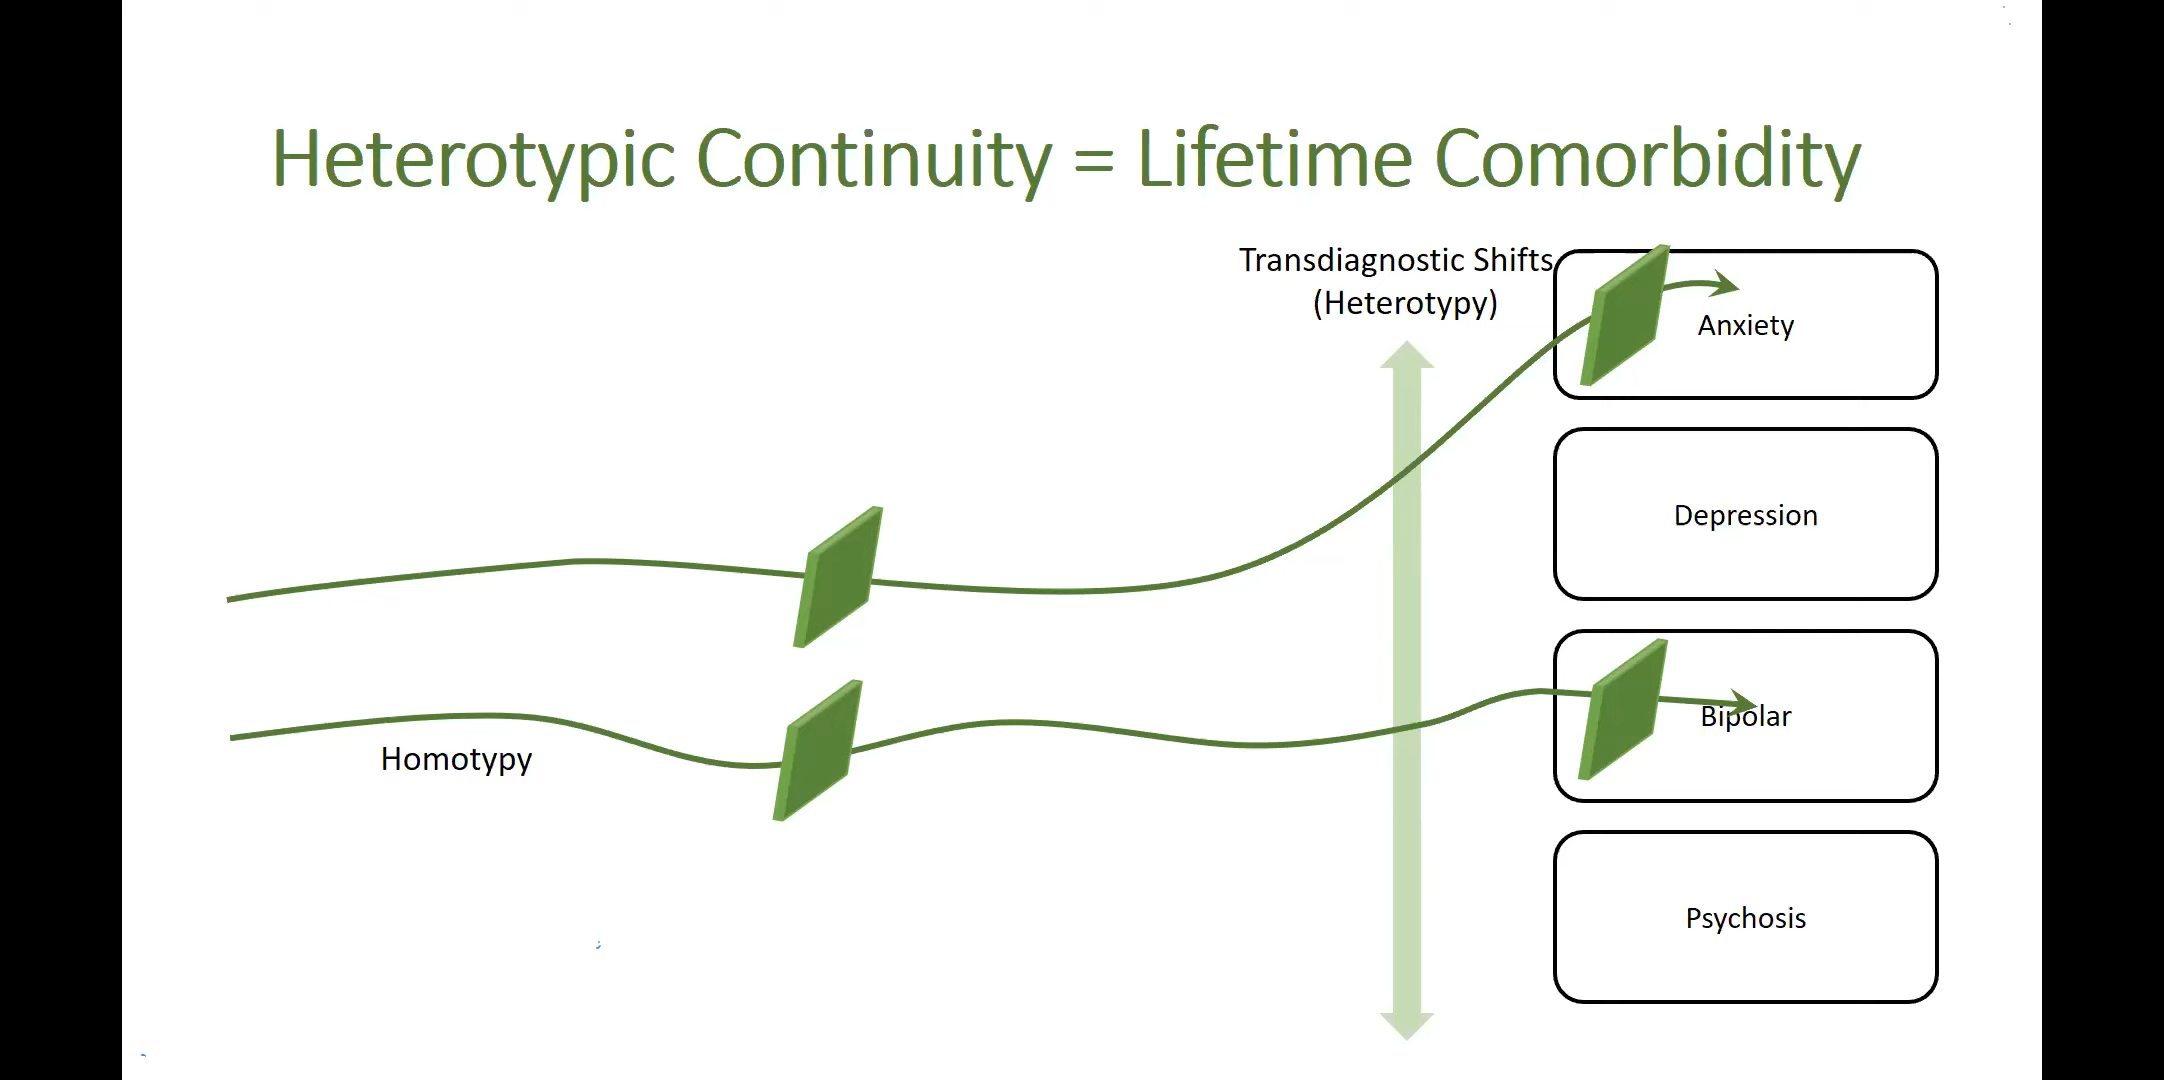 Heterotypic Continuity = Lifetime Comorbidity
Transdiagnostic Shifts
(Heterotypy)
Anxiety
Depression
Homotypy
Bipolar
Psychosis